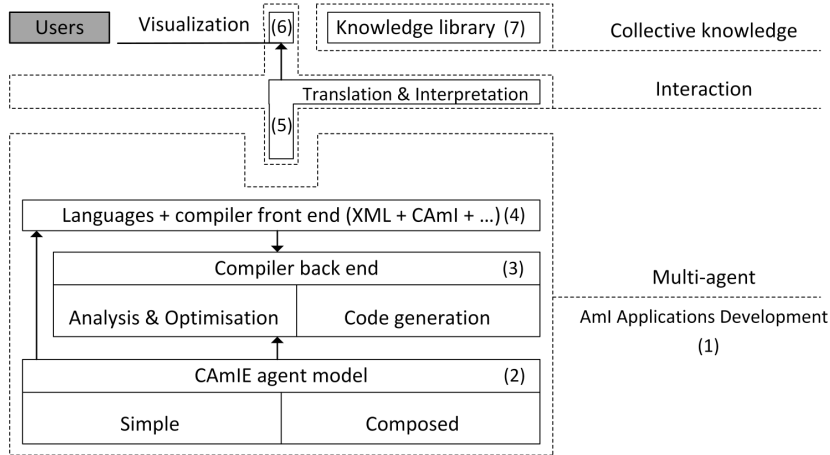 Users
Visualization
(6)
Knowledge library (7)
Collective knowledge
Interaction
Translation & Interpretation
(5)
Languages + compiler front end (XML + CAmI + ...) (4)
Compiler back end (3)
Multi-agent
Analysis & Optimisation
Code generation
AmI Applications Development
(1)
CAmIE agent model (2)
Simple
Composed